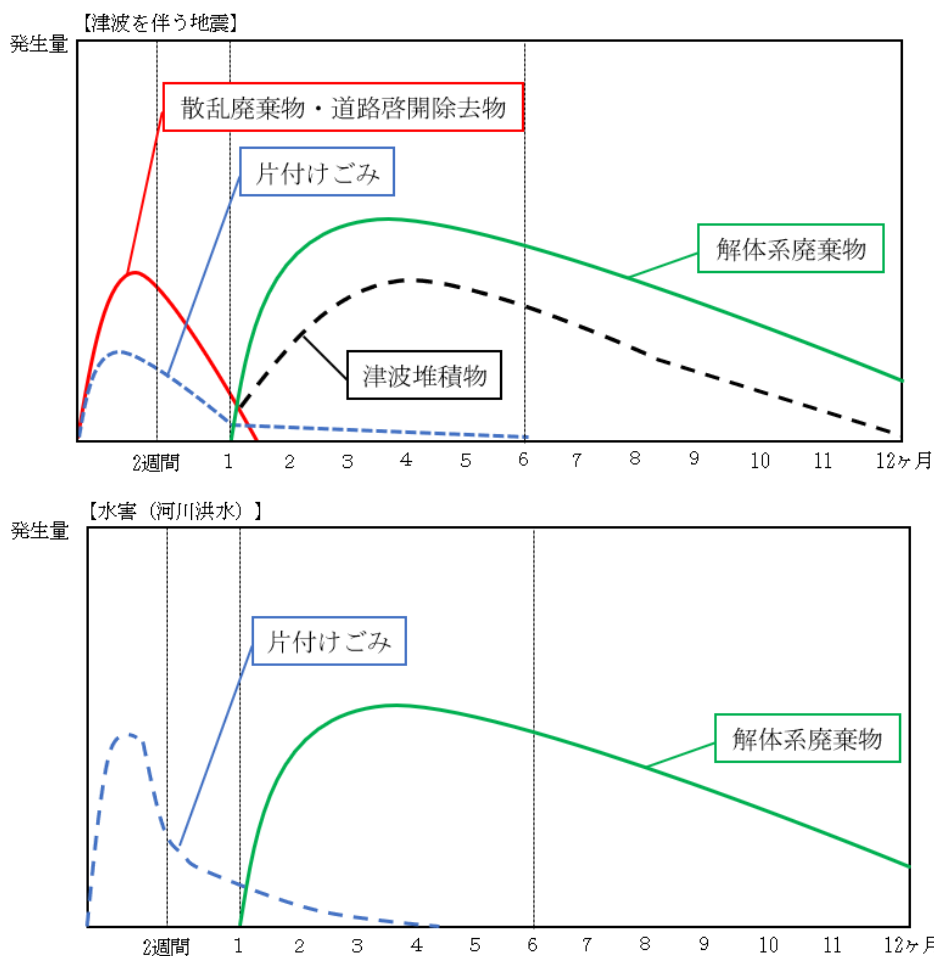 【津波を伴う地震】
発生量
散乱廃棄物・道路啓開除去物
片付けごみ
解体系廃棄物
津波堆積物
2週間 1 2 3 4 5 6 7 8 9 10 11 12ヶ月
【水害（河川洪水）】
発生量
片付けごみ
解体系廃棄物
2週間 1 2 3 4 5 6 7 8 9 10 11 12ヶ月